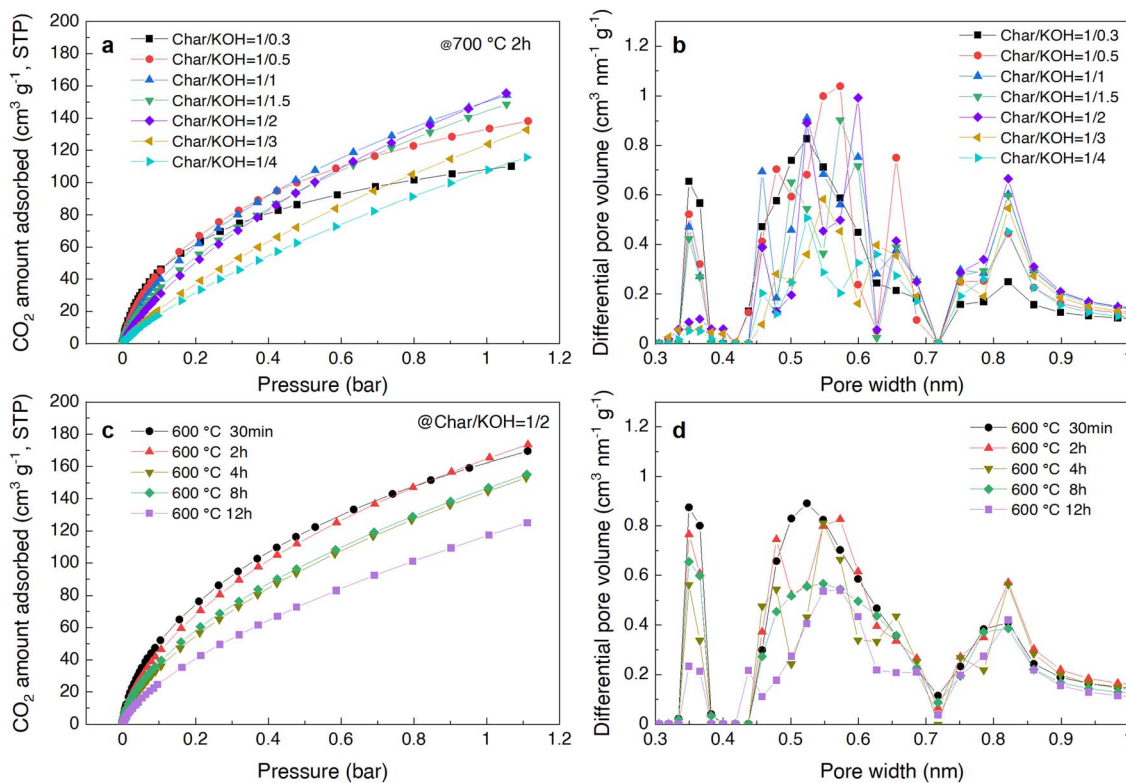 a
@700 °C 2h
Char/KOH=1/0.3
Char/KOH=1/0.5
Char/KOH=1/1
Char/KOH=1/1.5
Char/KOH=1/2
Char/KOH=1/3
Char/KOH=1/4
CO₂ amount adsorbed (cm³ g⁻¹, STP)
200
180
160
140
120
100
80
60
40
20
0
0.0 0.2 0.4 0.6 0.8 1.0 1.2
Pressure (bar)
b
Char/KOH=1/0.3
Char/KOH=1/0.5
Char/KOH=1/1
Char/KOH=1/1.5
Char/KOH=1/2
Char/KOH=1/3
Char/KOH=1/4
Differential pore volume (cm³ nm⁻¹ g⁻¹)
1.2
1
0.8
0.6
0.4
0.2
0
0.3 0.4 0.5 0.6 0.7 0.8 0.9 1
Pore width (nm)
c
@Char/KOH=1/2
600 °C 30min
600 °C 2h
600 °C 4h
600 °C 8h
600 °C 12h
CO₂ amount adsorbed (cm³ g⁻¹, STP)
200
180
160
140
120
100
80
60
40
20
0
0.0 0.2 0.4 0.6 0.8 1.0 1.2
Pressure (bar)
d
600 °C 30min
600 °C 2h
600 °C 4h
600 °C 8h
600 °C 12h
Differential pore volume (cm³ nm⁻¹ g⁻¹)
1.2
1
0.8
0.6
0.4
0.2
0
0.3 0.4 0.5 0.6 0.7 0.8 0.9 1
Pore width (nm)